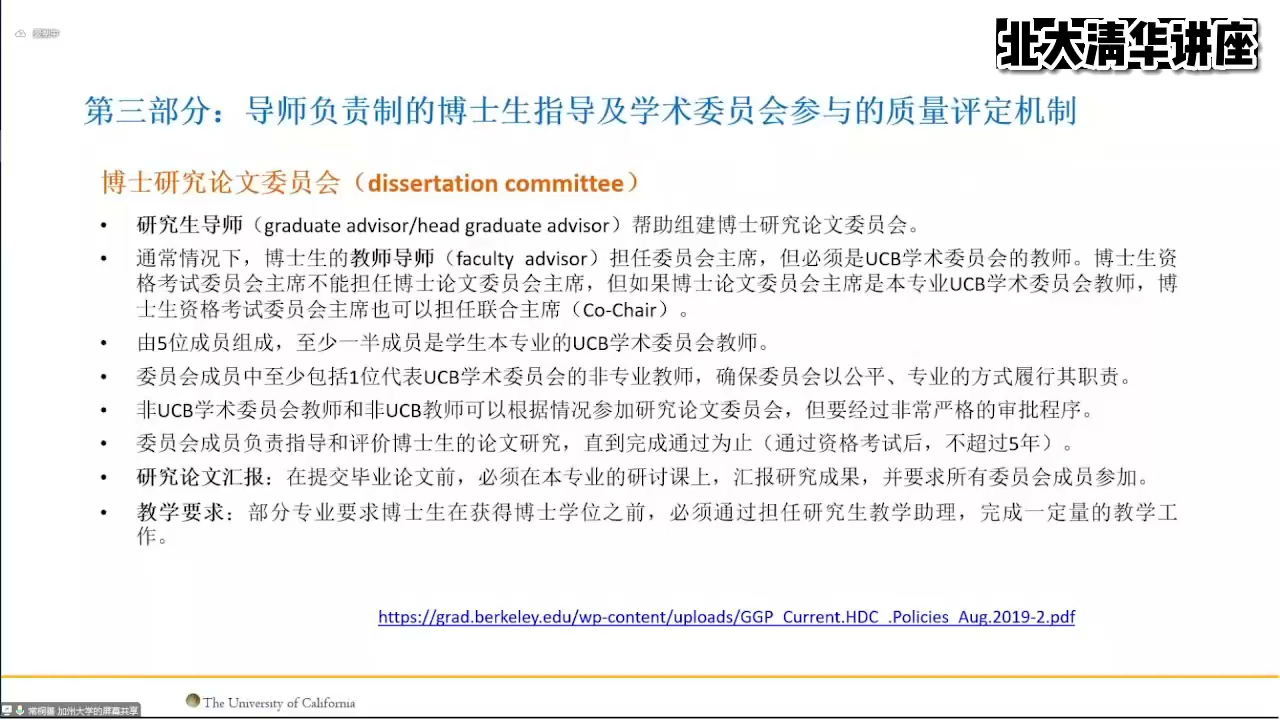 北大清华讲座
第三部分：导师负责制的博士生指导及学术委员会参与的质量评定机制
博士研究论文委员会（dissertation committee）
• 研究生导师（graduate advisor/head graduate advisor）帮助组建博士研究论文委员会。
• 通常情况下，博士生的教师导师（faculty advisor）担任委员会主席，但必须是UCB学术委员会的教师。博士生资
格考试委员会主席不能担任博士论文委员会主席，但如果博士论文委员会主席是本专业UCB学术委员会教师，博
士生资格考试委员会主席也可以担任联合主席（Co-Chair）。
• 由5位成员组成，至少一半成员是学生本专业的UCB学术委员会教师。
• 委员会成员中至少包括1位代表UCB学术委员会的非专业教师，确保委员会以公平、专业的方式履行其职责。
• 非UCB学术委员会教师和非UCB教师可以根据情况参加研究论文委员会，但要经过非常严格的审批程序。
• 委员会成员负责指导和评价博士生的论文研究，直到完成通过为止（通过资格考试后，不超过5年）。
• 研究论文汇报：在提交毕业论文前，必须在本专业的研讨课上，汇报研究成果，并要求所有委员会成员参加。
• 教学要求：部分专业要求博士生在获得博士学位之前，必须通过担任研究生教学助理，完成一定量的教学工
作。
https://grad.berkeley.edu/wp-content/uploads/GGP_Current.HDC_.Policies_Aug.2019-2.pdf
The University of California
常桐善 加州大学的屏幕共享